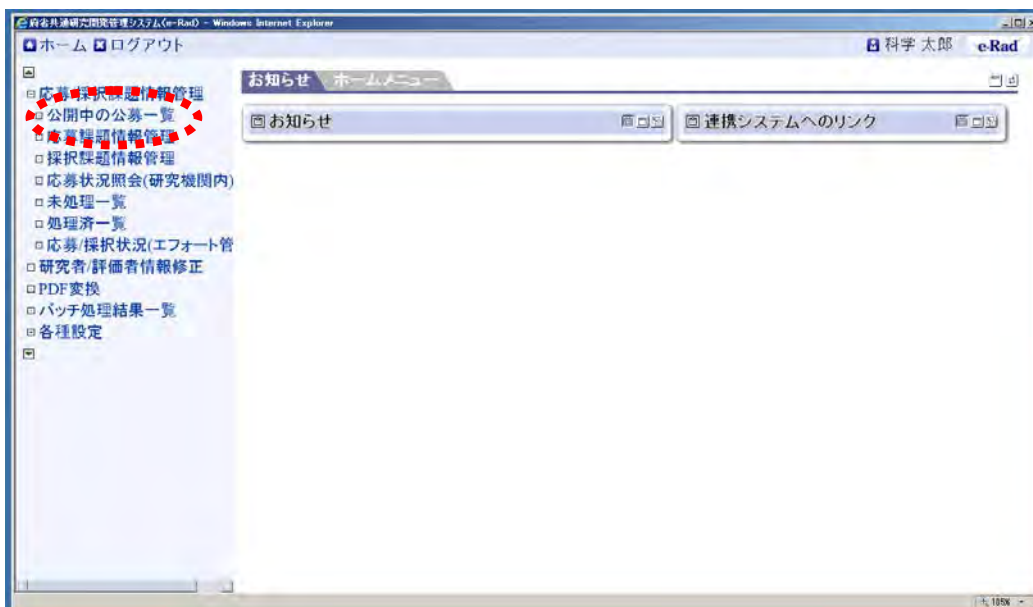 府省共通研究開発管理システム(e-Rad) - Windows Internet Explorer
ホーム ログアウト 科学 太郎 e-Rad
お知らせ ホームメニュー
応募/採択課題情報管理
公開中の公募一覧
応募課題情報管理
採択課題情報管理
応募状況照会(研究機関内)
未処理一覧
処理済一覧
応募/採択状況(エフォート管
研究者/評価者情報修正
PDF変換
バッチ処理結果一覧
各種設定
お知らせ
連携システムへのリンク
105%